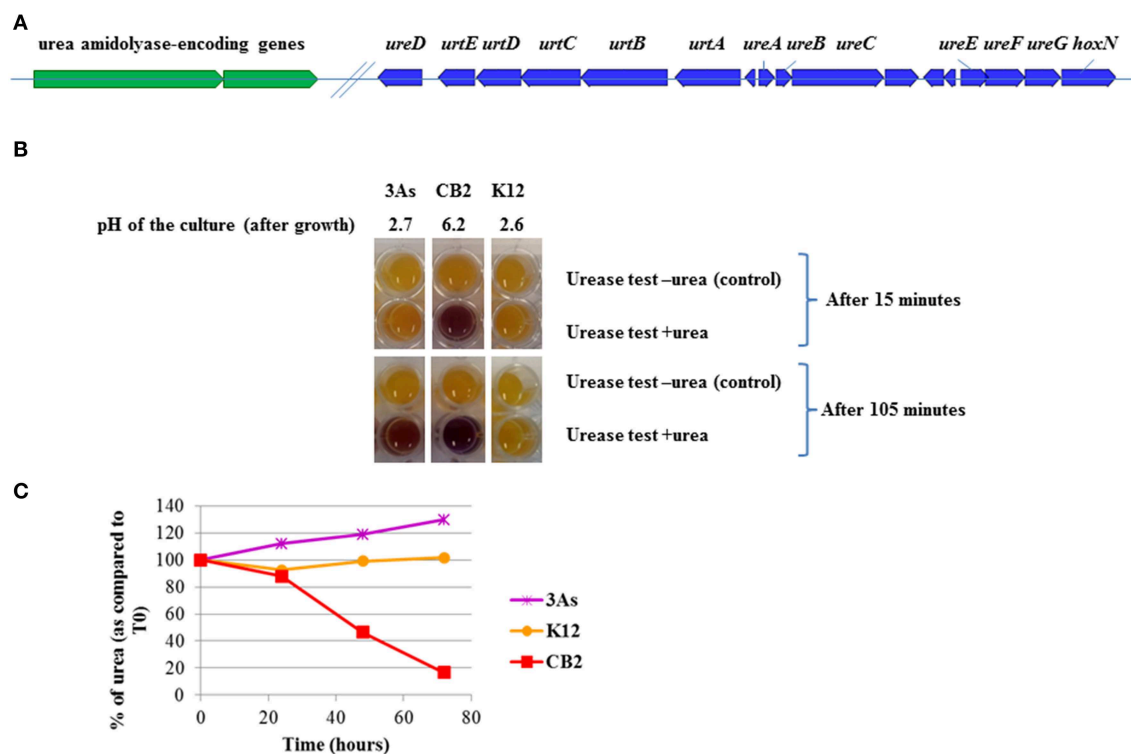 A
urea amidolyase-encoding genes
ureD urtE urtD urtC urtB urtA ureA ureB ureC ureE ureF ureG hoxN
B
3As CB2 K12
pH of the culture (after growth) 2.7 6.2 2.6
Urease test –urea (control)
After 15 minutes
Urease test +urea
Urease test –urea (control)
After 105 minutes
Urease test +urea
C
% of urea (as compared to
T0)
140
120
100
80
60
40
20
0
0 20 40 60 80
Time (hours)
3As
K12
CB2